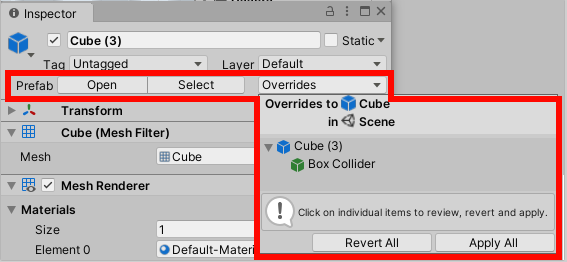 Inspector
Cube (3)
Static
Tag Untagged Layer Default
Prefab Open Select Overrides
Transform
Cube (Mesh Filter)
Mesh Cube
Mesh Renderer
Materials
Size 1
Element 0 Default-Materi
Overrides to Cube
in Scene
Cube (3)
Box Collider
Click on individual items to review, revert and apply.
Revert All Apply All